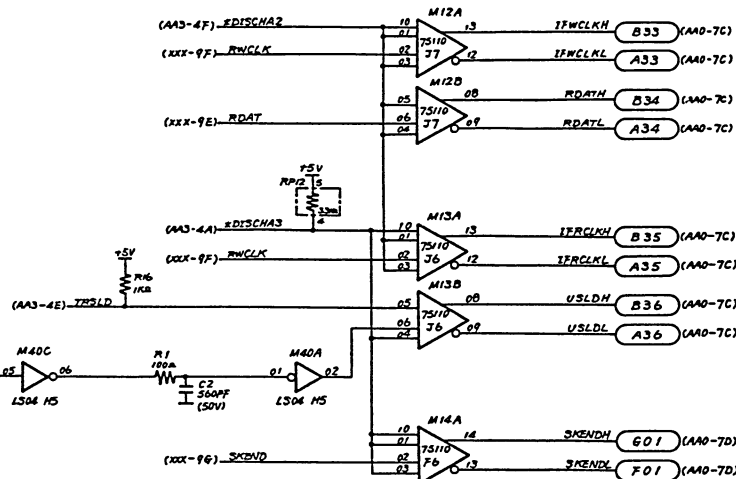 M12A
(AA3-4F) *DISCHA2 10 13 IFWCLKH B33 (AA0-7C)
01 75110
(XXX-9F) RWCLK 02 J7 12 IFWCLKL A33 (AA0-7C)
03
M12B
05 75110 08 RDATH B34 (AA0-7C)
(XXX-9E) RDAT 06 J7 09 RDATL A34 (AA0-7C)
04
+5V
RP12 5
4
M13A
(AA3-4A) *DISCHA3 10 13 IFRCLKH B35 (AA0-7C)
01 75110
(XXX-9F) RWCLK 02 J6 12 IFRCLKL A35 (AA0-7C)
03
+5V
R16
1KΩ
M13B
(AA3-4E) TRSLD 05 75110 08 USLDH B36 (AA0-7C)
06 J6 09 USLDL A36 (AA0-7C)
04
M40C R1 M40A
05 06 100Ω 01 02
LS04 H5 C2 LS04 H5
560PF
(50V)
M14A
10 14 SKENDH G01 (AA0-7D)
01 75110
(XXX-9G) SKEND 02 F6 13 SKENDL F01 (AA0-7D)
03